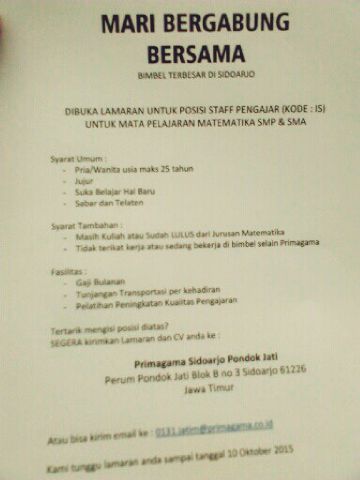 MARI BERGABUNG
BERSAMA
BIMBEL TERBESAR DI SIDOARJO
DIBUKA LAMARAN UNTUK POSISI STAFF PENGAJAR (KODE : IS)
UNTUK MATA PELAJARAN MATEMATIKA SMP & SMA
Syarat Umum :
- Pria/Wanita usia maks 25 tahun
- Jujur
- Suka Belajar Hal Baru
- Sabar dan Telaten
Syarat Tambahan :
- Masih Kuliah atau Sudah LULUS dari Jurusan Matematika
- Tidak terikat kerja atau sedang bekerja di bimbel selain Primagama
Fasilitas :
- Gaji Bulanan
- Tunjangan Transportasi per kehadiran
- Pelatihan Peningkatan Kualitas Pengajaran
Tertarik mengisi posisi diatas?
SEGERA kirimkan Lamaran dan CV anda ke :
Primagama Sidoarjo Pondok Jati
Perum Pondok Jati Blok B no 3 Sidoarjo 61226
Jawa Timur
Atau bisa kirim email ke : 0131.jatim@primagama.co.id
Kami tunggu lamaran anda sampai tanggal 10 Oktober 2015